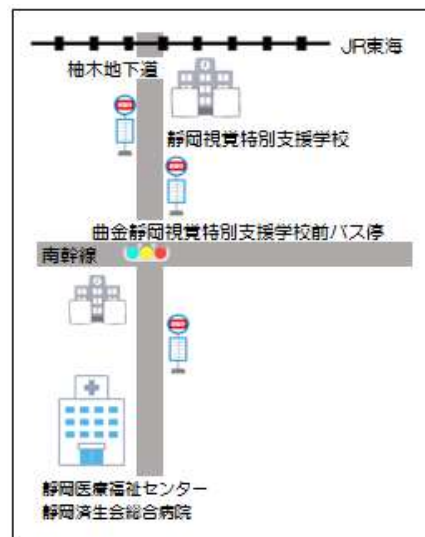 JR東海
柚木地下道
静岡視覚特別支援学校
曲金静岡視覚特別支援学校前バス停
南幹線
静岡医療福祉センター
静岡済生会総合病院